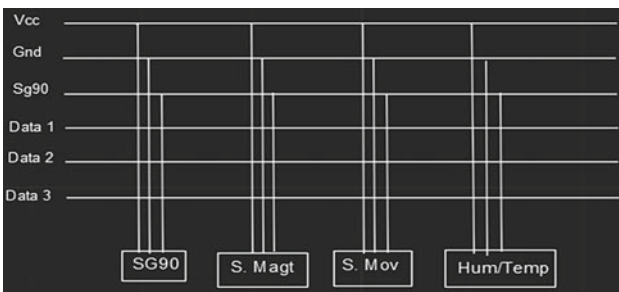 Vcc
Gnd
Sg90
Data 1
Data 2
Data 3
SG90
S. Magt
S. Mov
Hum/Temp